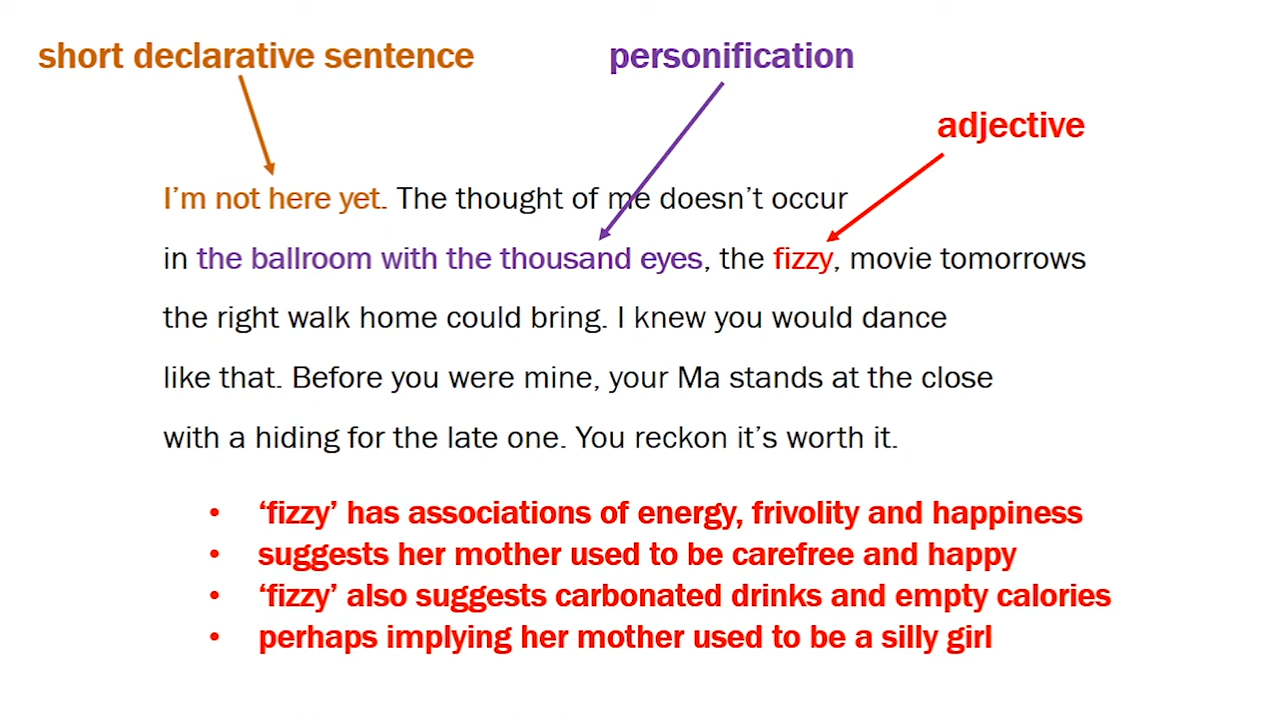 short declarative sentence
personification
adjective
I’m not here yet. The thought of me doesn’t occur
in the ballroom with the thousand eyes, the fizzy, movie tomorrows
the right walk home could bring. I knew you would dance
like that. Before you were mine, your Ma stands at the close
with a hiding for the late one. You reckon it’s worth it.
• ‘fizzy’ has associations of energy, frivolity and happiness
• suggests her mother used to be carefree and happy
• ‘fizzy’ also suggests carbonated drinks and empty calories
• perhaps implying her mother used to be a silly girl